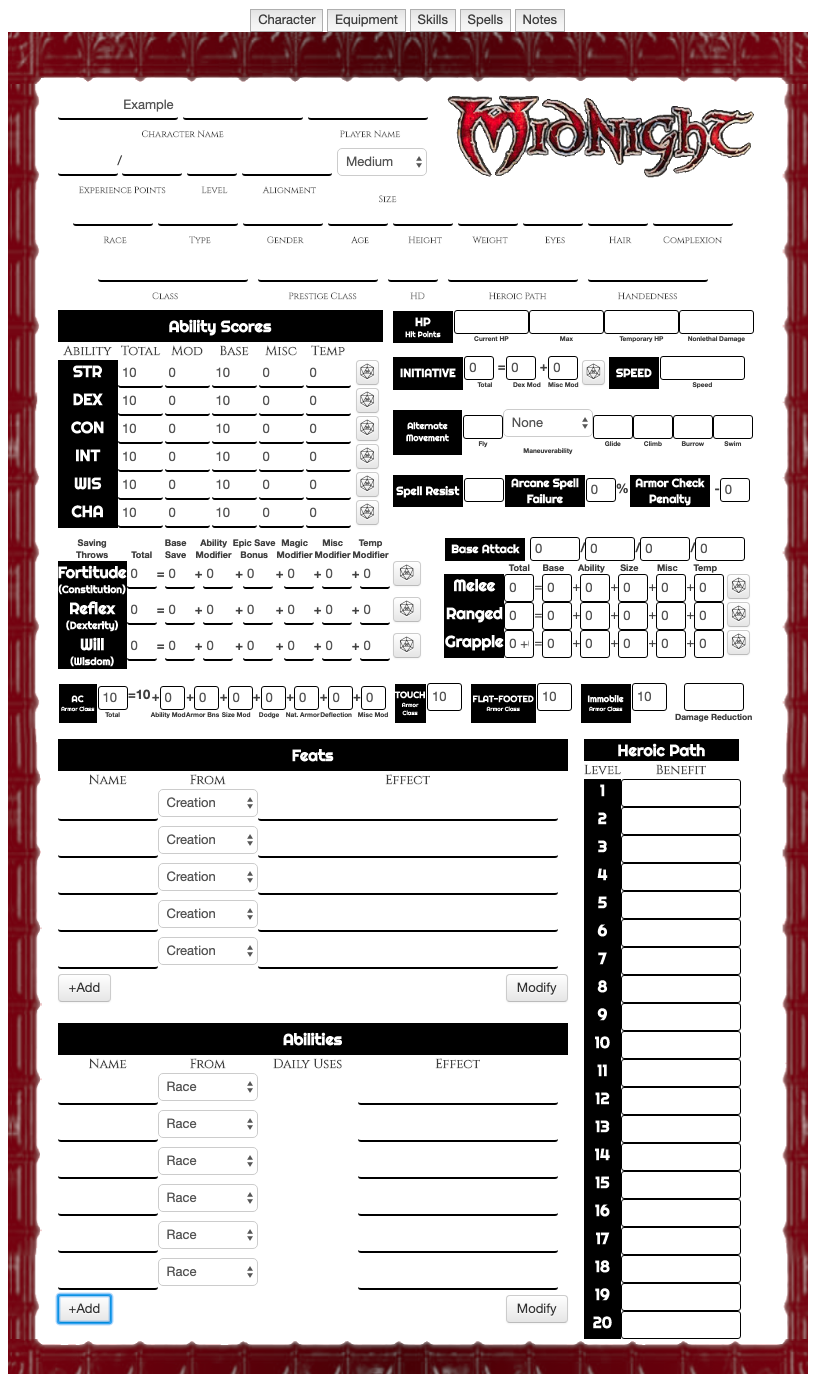 Character Equipment Skills Spells Notes
Example
MIDNIGHT
CHARACTER NAME PLAYER NAME
/ Medium
EXPERIENCE POINTS LEVEL ALIGNMENT
SIZE
RACE TYPE GENDER AGE HEIGHT WEIGHT EYES HAIR COMPLEXION
CLASS PRESTIGE CLASS HD HEROIC PATH HANDEDNESS
Ability Scores
ABILITY TOTAL MOD BASE MISC TEMP
STR 10 0 10 0 0
DEX 10 0 10 0 0
CON 10 0 10 0 0
INT 10 0 10 0 0
WIS 10 0 10 0 0
CHA 10 0 10 0 0
HP
Hit Points
Current HP Max Temporary HP Nonlethal Damage
INITIATIVE 0 = 0 + 0 SPEED
Total Dex Mod Misc Mod Speed
Alternate Movement None
Fly Maneuverability Glide Climb Burrow Swim
Spell Resist Arcane Spell Failure 0 % Armor Check Penalty - 0
Saving Throws Total Base Save Ability Modifier Epic Save Bonus Magic Modifier Misc Modifier Temp Modifier
Fortitude 0 = 0 + 0 + 0 + 0 + 0 + 0
(Constitution)
Reflex 0 = 0 + 0 + 0 + 0 + 0 + 0
(Dexterity)
Will 0 = 0 + 0 + 0 + 0 + 0 + 0
(Wisdom)
Base Attack 0 / 0 / 0 / 0
Total Base Ability Size Misc Temp
Melee 0 = 0 + 0 + 0 + 0 + 0
Ranged 0 = 0 + 0 + 0 + 0 + 0
Grapple 0 + = 0 + 0 + 0 + 0 + 0
AC 10 =10+ 0 + 0 + 0 + 0 + 0 + 0 + 0
Armor Class Total Ability Mod Armor Bns Size Mod Dodge Nat. Armor Deflection Misc Mod
TOUCH 10
Armor Class
FLAT-FOOTED 10
Armor Class
Immobile 10
Armor Class
Damage Reduction
Feats
NAME FROM EFFECT
Creation
Creation
Creation
Creation
Creation
+Add Modify
Abilities
NAME FROM DAILY USES EFFECT
Race
Race
Race
Race
Race
Race
+Add Modify
Heroic Path
LEVEL BENEFIT
1
2
3
4
5
6
7
8
9
10
11
12
13
14
15
16
17
18
19
20